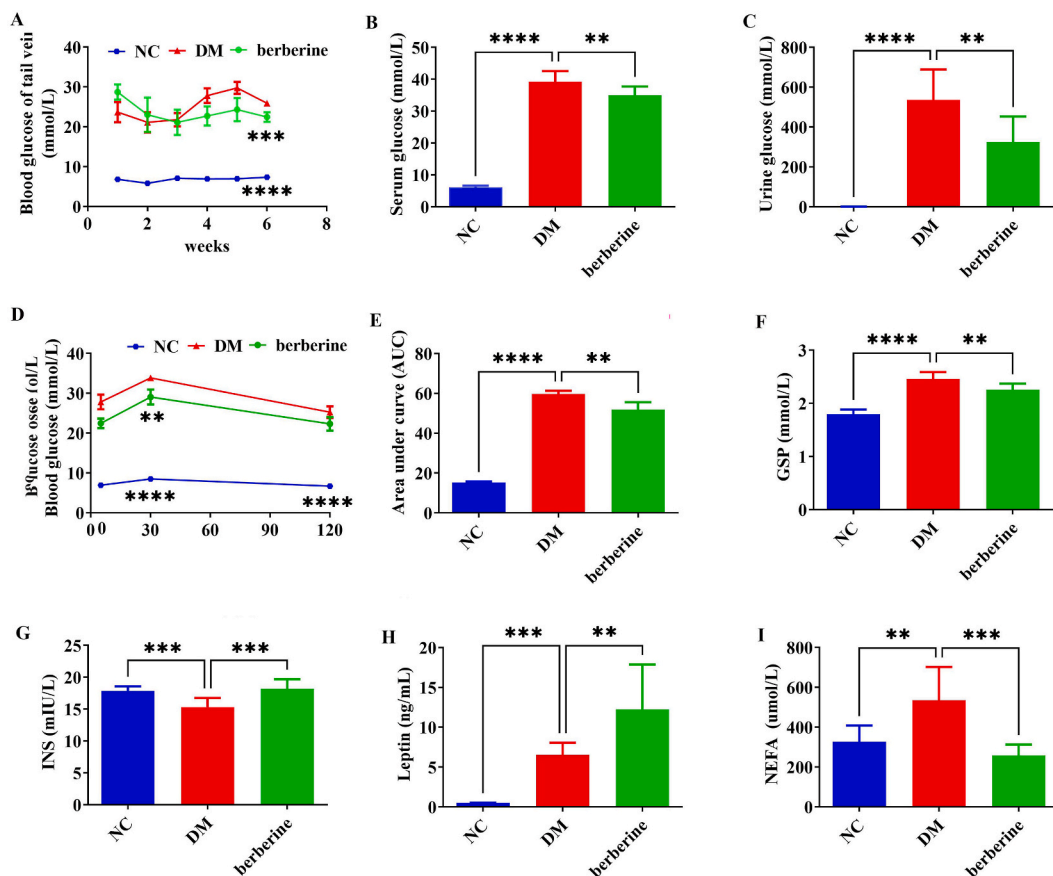 A
NC DM berberine
Blood glucose of tail vein
(mmol/L)
40
30
20
10
0
0 2 4 6 8
weeks
***
****
B
Serum glucose (mmol/L)
50
40
30
20
10
0
**** **
NC DM berberine
C
Urine glucose (mmol/L)
800
600
400
200
0
**** **
NC DM berberine
D
NC DM berberine
Blood glucose (mmol/L)
40
30
20
10
0
0 30 60 90 120
**
**** ****
E
Area under curve (AUC)
80
60
40
20
0
**** **
NC DM berberine
F
GSP (mmol/L)
3
2
1
0
**** **
NC DM berberine
G
INS (mIU/L)
25
20
15
10
5
0
*** ***
NC DM berberine
H
Leptin (ng/mL)
20
15
10
5
0
*** **
NC DM berberine
I
NEFA (umol/L)
800
600
400
200
0
** ***
NC DM berberine